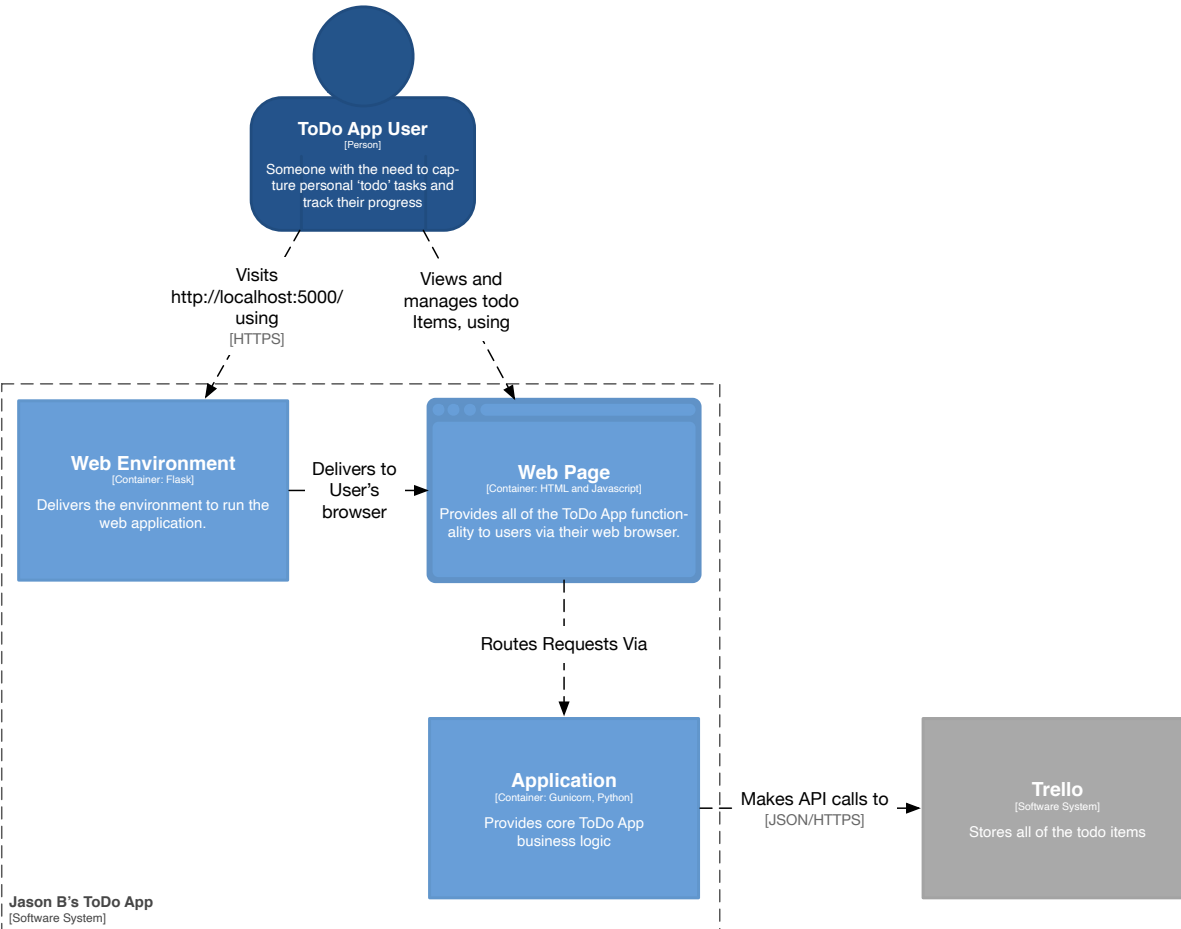 ToDo App User
[Person]
Someone with the need to cap-
ture personal ‘todo’ tasks and
track their progress
Visits
http://localhost:5000/
using
[HTTPS]
Views and
manages todo
Items, using
Web Environment
[Container: Flask]
Delivers the environment to run the
web application.
Delivers to
User’s
browser
Web Page
[Container: HTML and Javascript]
Provides all of the ToDo App function-
ality to users via their web browser.
Routes Requests Via
Application
[Container: Gunicorn, Python]
Provides core ToDo App
business logic
Makes API calls to
[JSON/HTTPS]
Trello
[Software System]
Stores all of the todo items
Jason B’s ToDo App
[Software System]